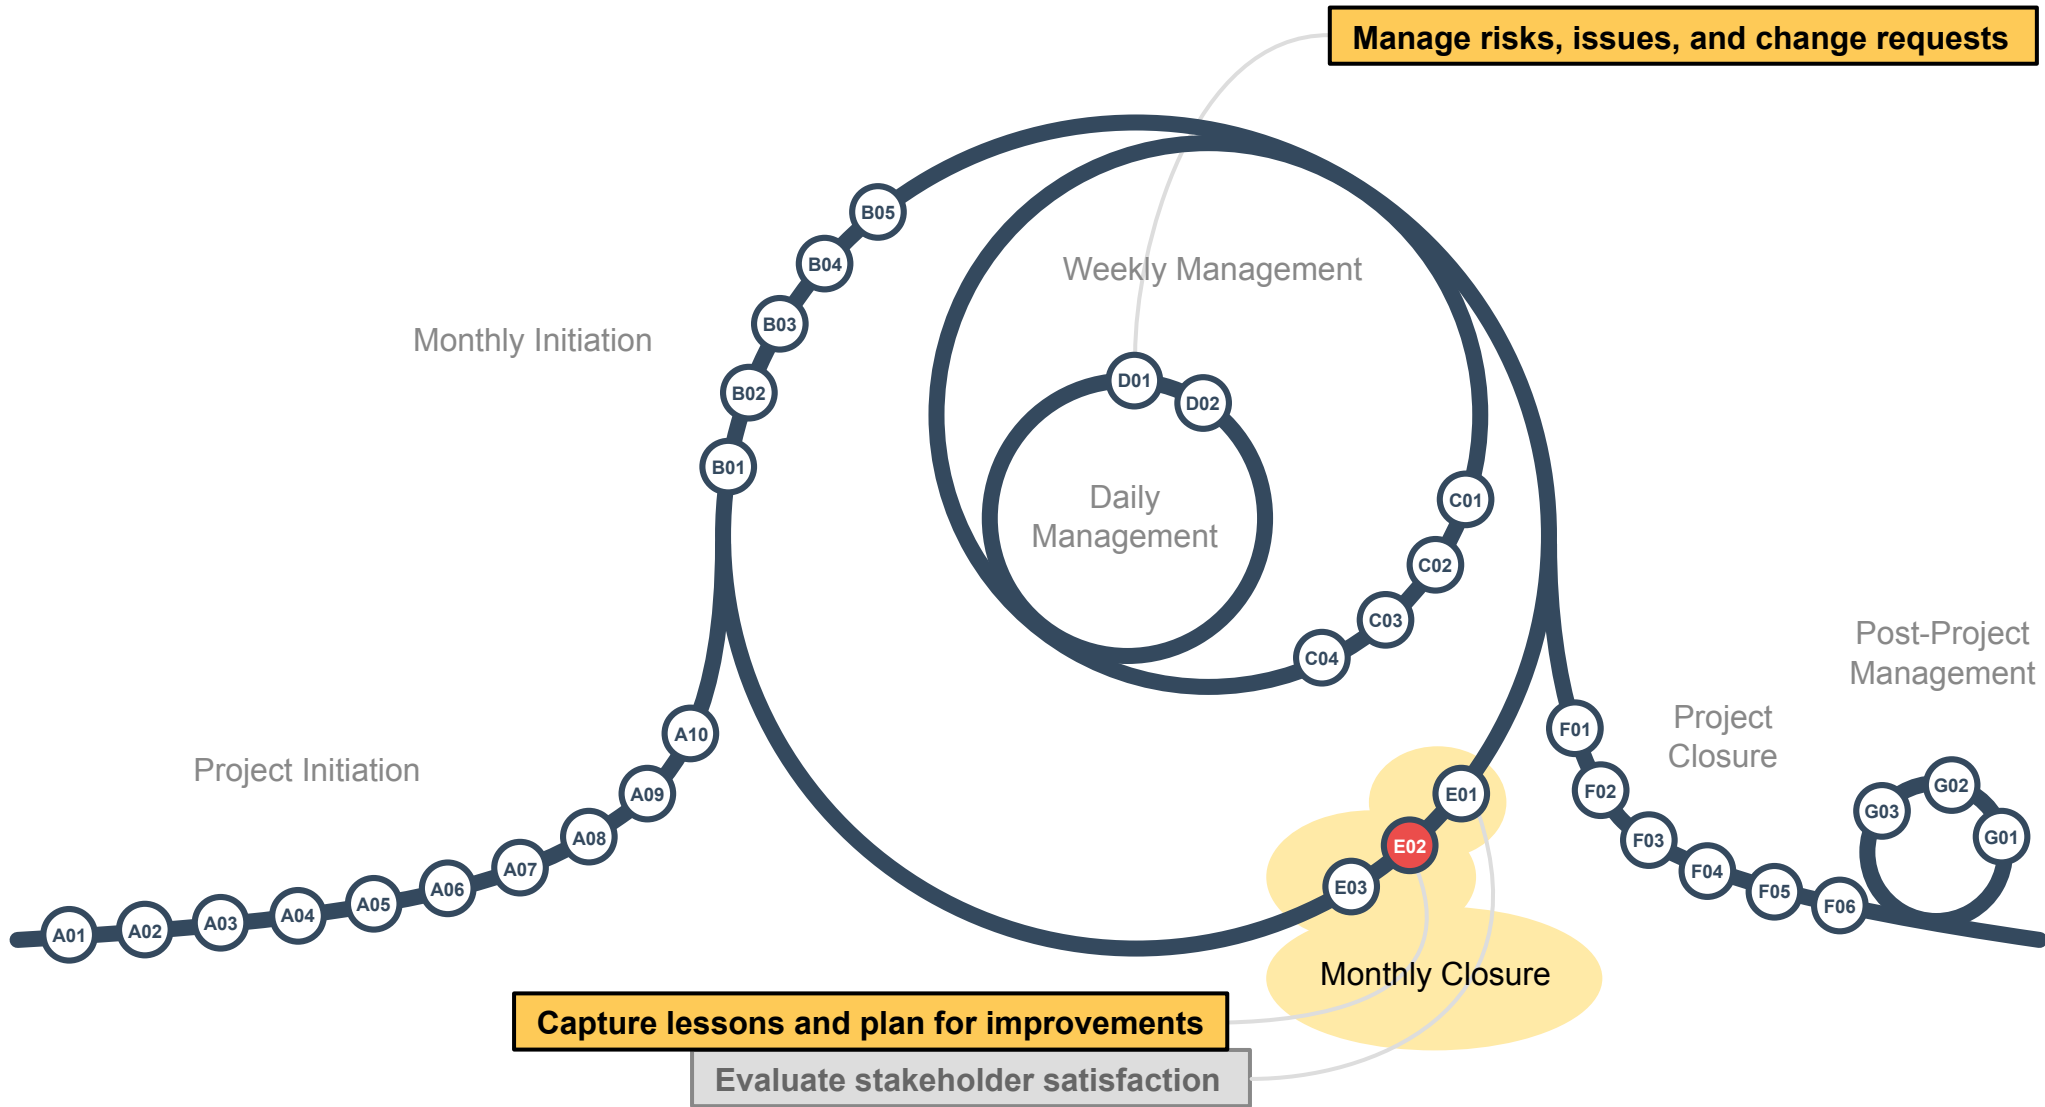 Manage risks, issues, and change requests
B05
B04
B03
B02
B01
Monthly Initiation
Weekly Management
D01
D02
Daily
Management
C01
C02
C03
C04
Project Initiation
A01
A02
A03
A04
A05
A06
A07
A08
A09
A10
E01
E02
E03
Monthly Closure
Capture lessons and plan for improvements
Evaluate stakeholder satisfaction
Project
Closure
F01
F02
F03
F04
F05
F06
Post-Project
Management
G03
G02
G01